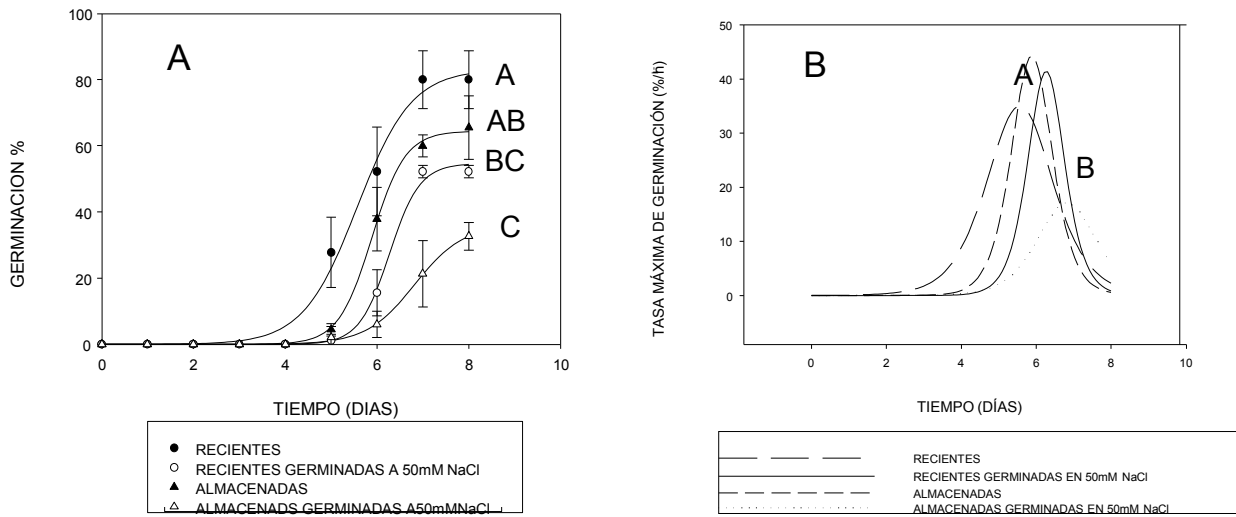 A
GERMINACION %
100
80
60
40
20
0
0 2 4 6 8 10
A
AB
BC
C
TIEMPO (DIAS)
RECIENTES
RECIENTES GERMINADAS A 50mM NaCl
ALMACENADAS
ALMACENADS GERMINADAS A50mMNaCl
B
TASA MÁXIMA DE GERMINACIÓN (%/h)
50
40
30
20
10
0
0 2 4 6 8 10
A
B
TIEMPO (DÍAS)
RECIENTES
RECIENTES GERMINADAS EN 50mM NaCl
ALMACENADAS
ALMACENADAS GERMINADAS EN 50mM NaCl